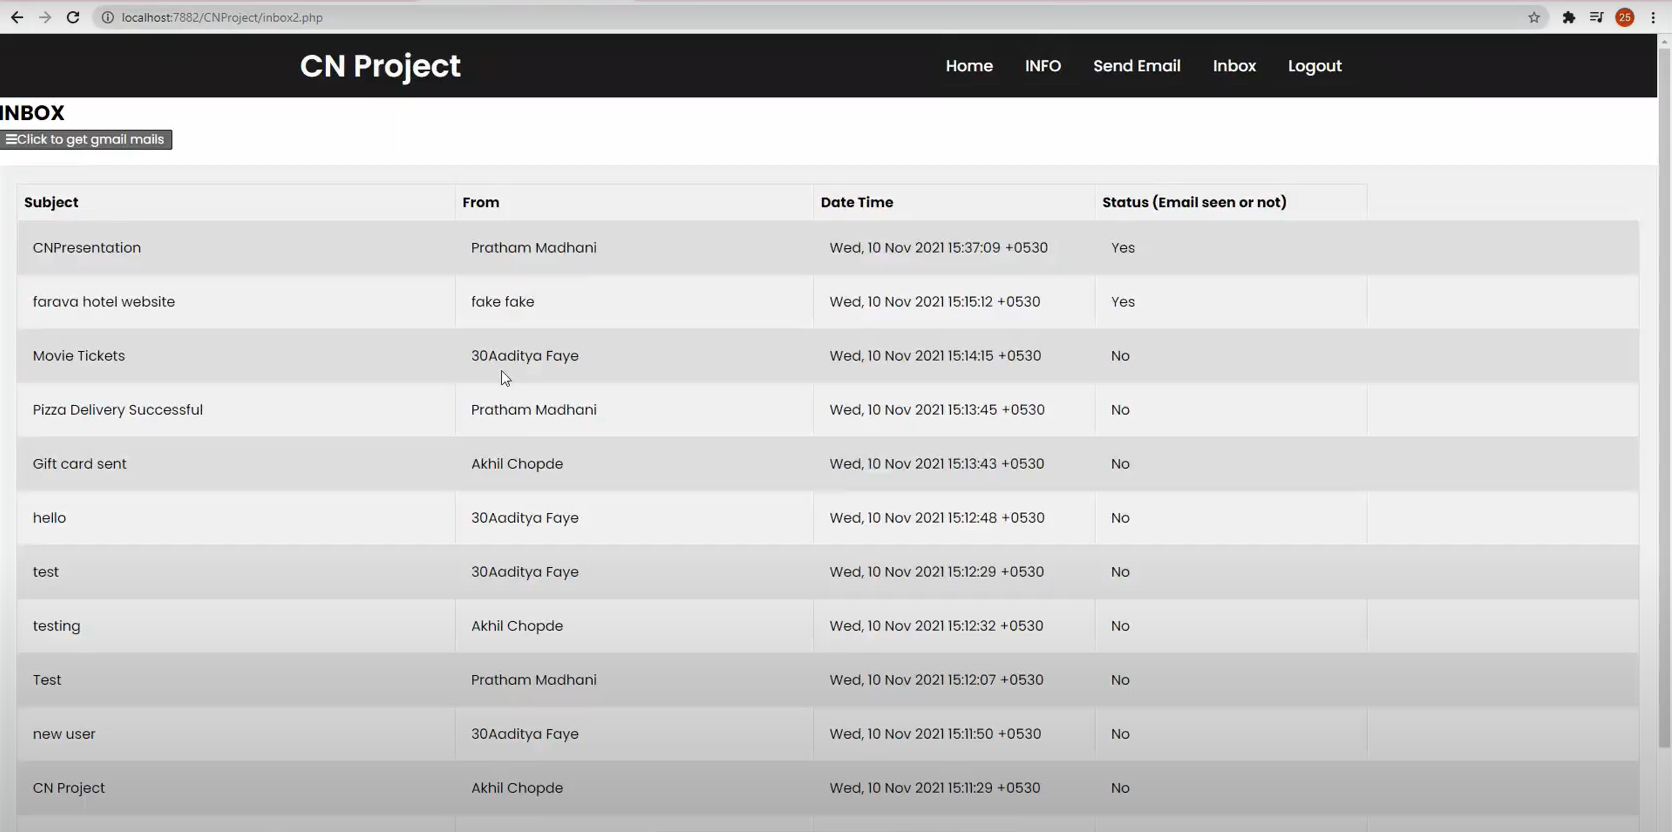 localhost:7882/CNProject/inbox2.php
25
CN Project Home INFO Send Email Inbox Logout
INBOX
Click to get gmail mails
Subject From Date Time Status (Email seen or not)
CNPresentation Pratham Madhani Wed, 10 Nov 2021 15:37:09 +0530 Yes
farava hotel website fake fake Wed, 10 Nov 2021 15:15:12 +0530 Yes
Movie Tickets 30Aaditya Faye Wed, 10 Nov 2021 15:14:15 +0530 No
Pizza Delivery Successful Pratham Madhani Wed, 10 Nov 2021 15:13:45 +0530 No
Gift card sent Akhil Chopde Wed, 10 Nov 2021 15:13:43 +0530 No
hello 30Aaditya Faye Wed, 10 Nov 2021 15:12:48 +0530 No
test 30Aaditya Faye Wed, 10 Nov 2021 15:12:29 +0530 No
testing Akhil Chopde Wed, 10 Nov 2021 15:12:32 +0530 No
Test Pratham Madhani Wed, 10 Nov 2021 15:12:07 +0530 No
new user 30Aaditya Faye Wed, 10 Nov 2021 15:11:50 +0530 No
CN Project Akhil Chopde Wed, 10 Nov 2021 15:11:29 +0530 No